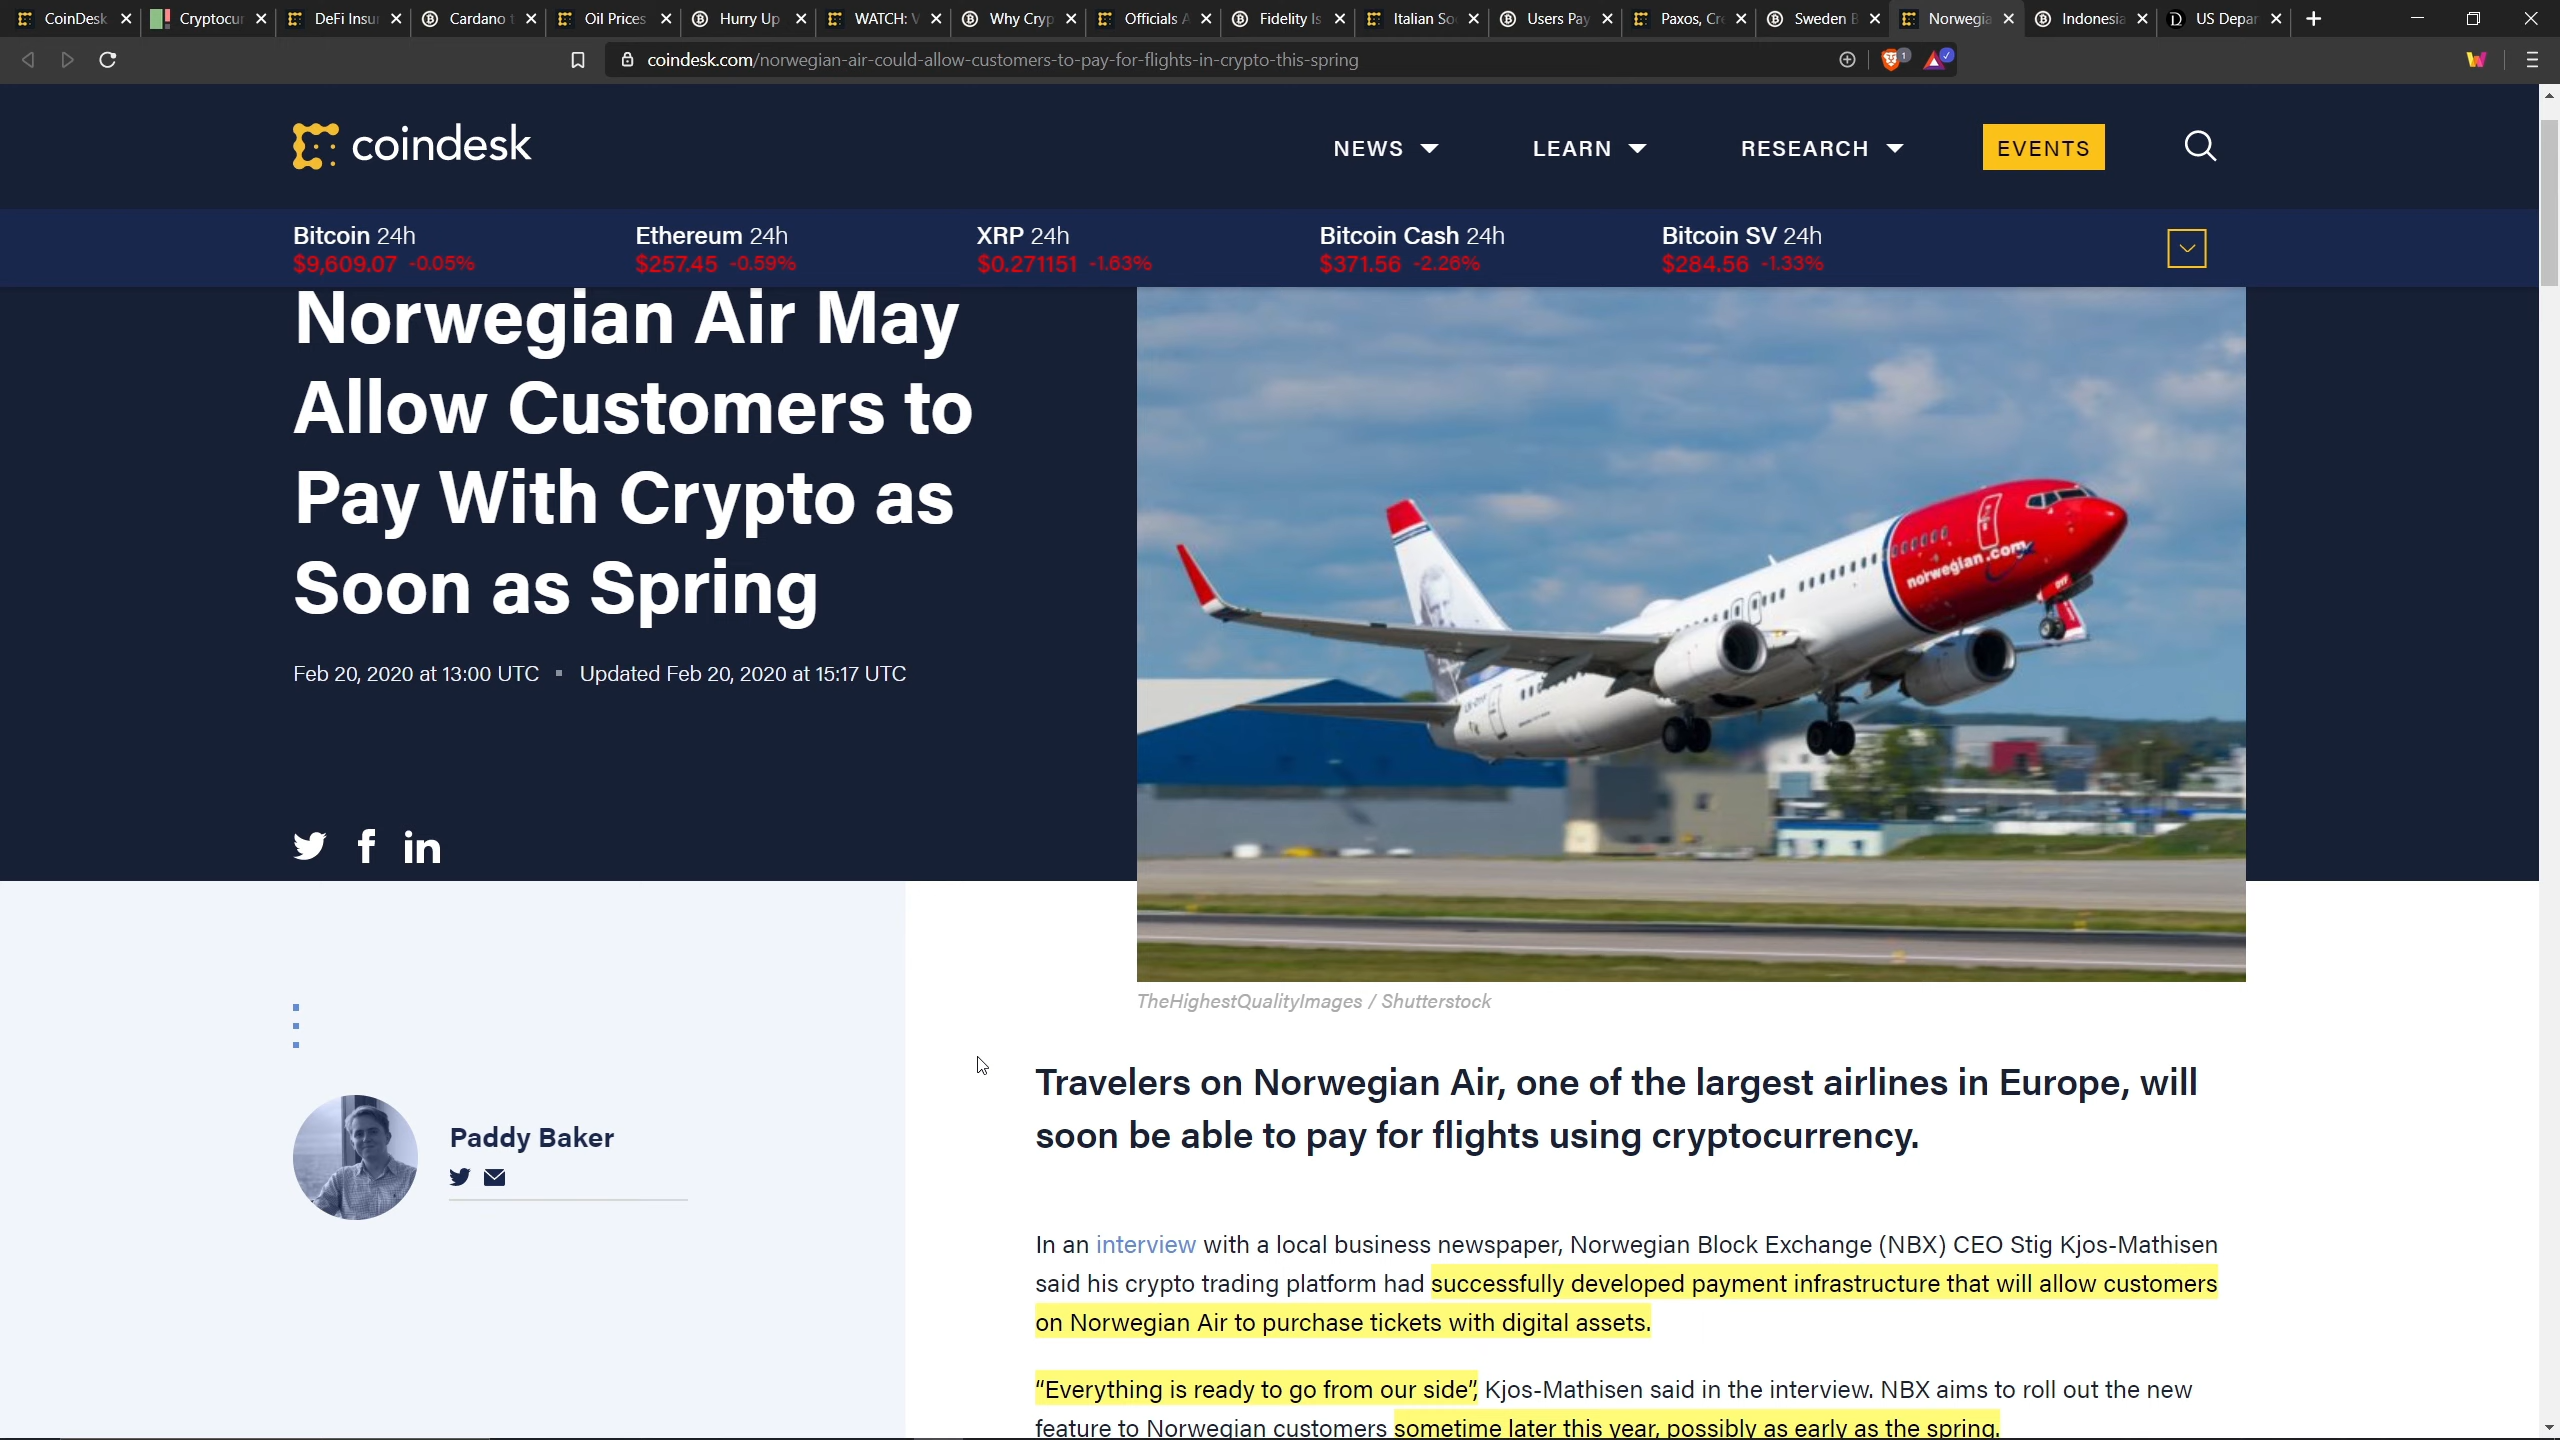 CoinDesk
Cryptocur
DeFi Insu
Cardano t
Oil Prices
Hurry Up
WATCH: V
Why Cryp
Officials A
Fidelity Is
Italian So
Users Pay
Paxos, Cr
Sweden B
Norwegia
Indonesia
US Depar
coindesk.com/norwegian-air-could-allow-customers-to-pay-for-flights-in-crypto-this-spring
coindesk
NEWS
LEARN
RESEARCH
EVENTS
Bitcoin 24h
$9,609.07 -0.05%
Ethereum 24h
$257.45 -0.59%
XRP 24h
$0.271151 -1.63%
Bitcoin Cash 24h
$371.56 -2.26%
Bitcoin SV 24h
$284.56 -1.33%
Norwegian Air May
Allow Customers to
Pay With Crypto as
Soon as Spring
Feb 20, 2020 at 13:00 UTC ▪ Updated Feb 20, 2020 at 15:17 UTC
norwegian.com
TheHighestQualityImages / Shutterstock
Paddy Baker
Travelers on Norwegian Air, one of the largest airlines in Europe, will
soon be able to pay for flights using cryptocurrency.
In an interview with a local business newspaper, Norwegian Block Exchange (NBX) CEO Stig Kjos-Mathisen
said his crypto trading platform had successfully developed payment infrastructure that will allow customers
on Norwegian Air to purchase tickets with digital assets.
“Everything is ready to go from our side”, Kjos-Mathisen said in the interview. NBX aims to roll out the new
feature to Norwegian customers sometime later this year, possibly as early as the spring.